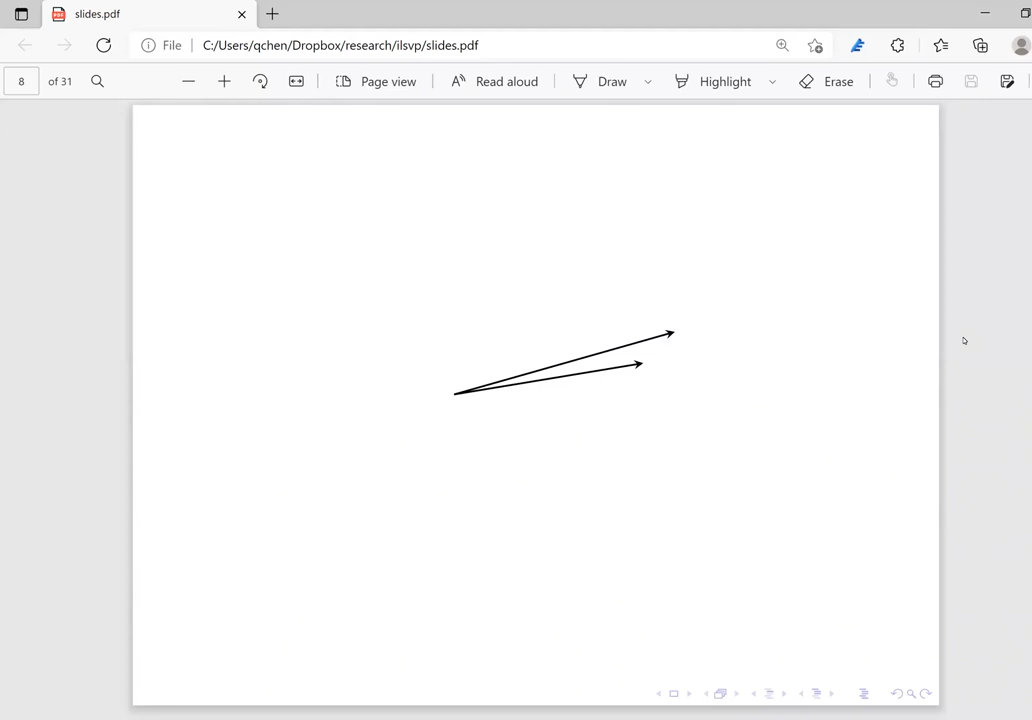 slides.pdf
File C:/Users/qchen/Dropbox/research/ilsvp/slides.pdf
8 of 31 Page view Read aloud Draw Highlight Erase